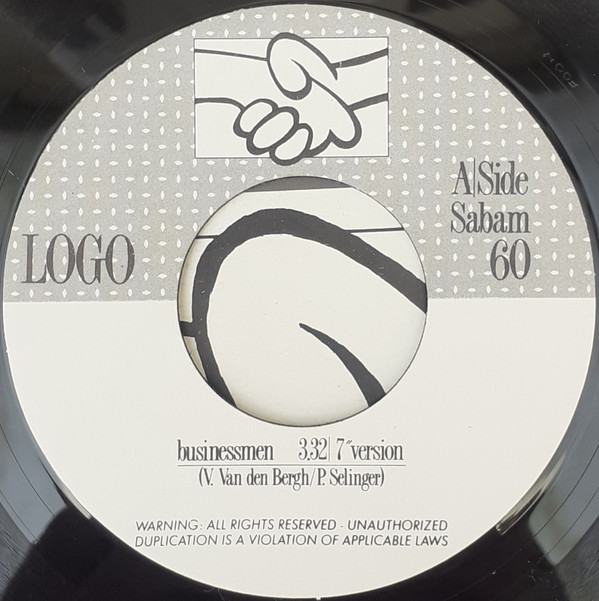 A|Side
Sabam
LOGO
60
businessmen 3.32| 7"version
(V. Van den Bergh/P. Selinger)
WARNING: ALL RIGHTS RESERVED - UNAUTHORIZED
DUPLICATION IS A VIOLATION OF APPLICABLE LAWS